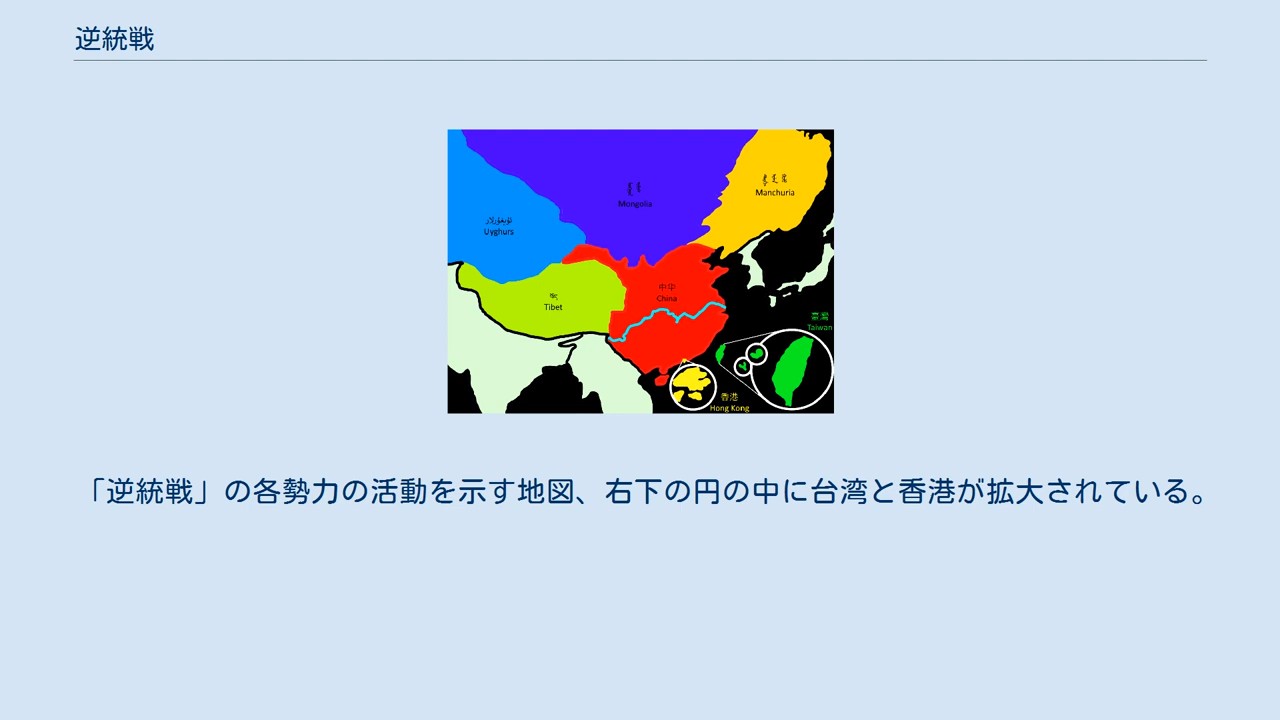 逆統戦
Mongolia
Manchuria
ئۇيغۇرلار
Uyghurs
བོད
Tibet
中华
China
臺灣
Taiwan
香港
Hong Kong
「逆統戦」の各勢力の活動を示す地図、右下の円の中に台湾と香港が拡大されている。